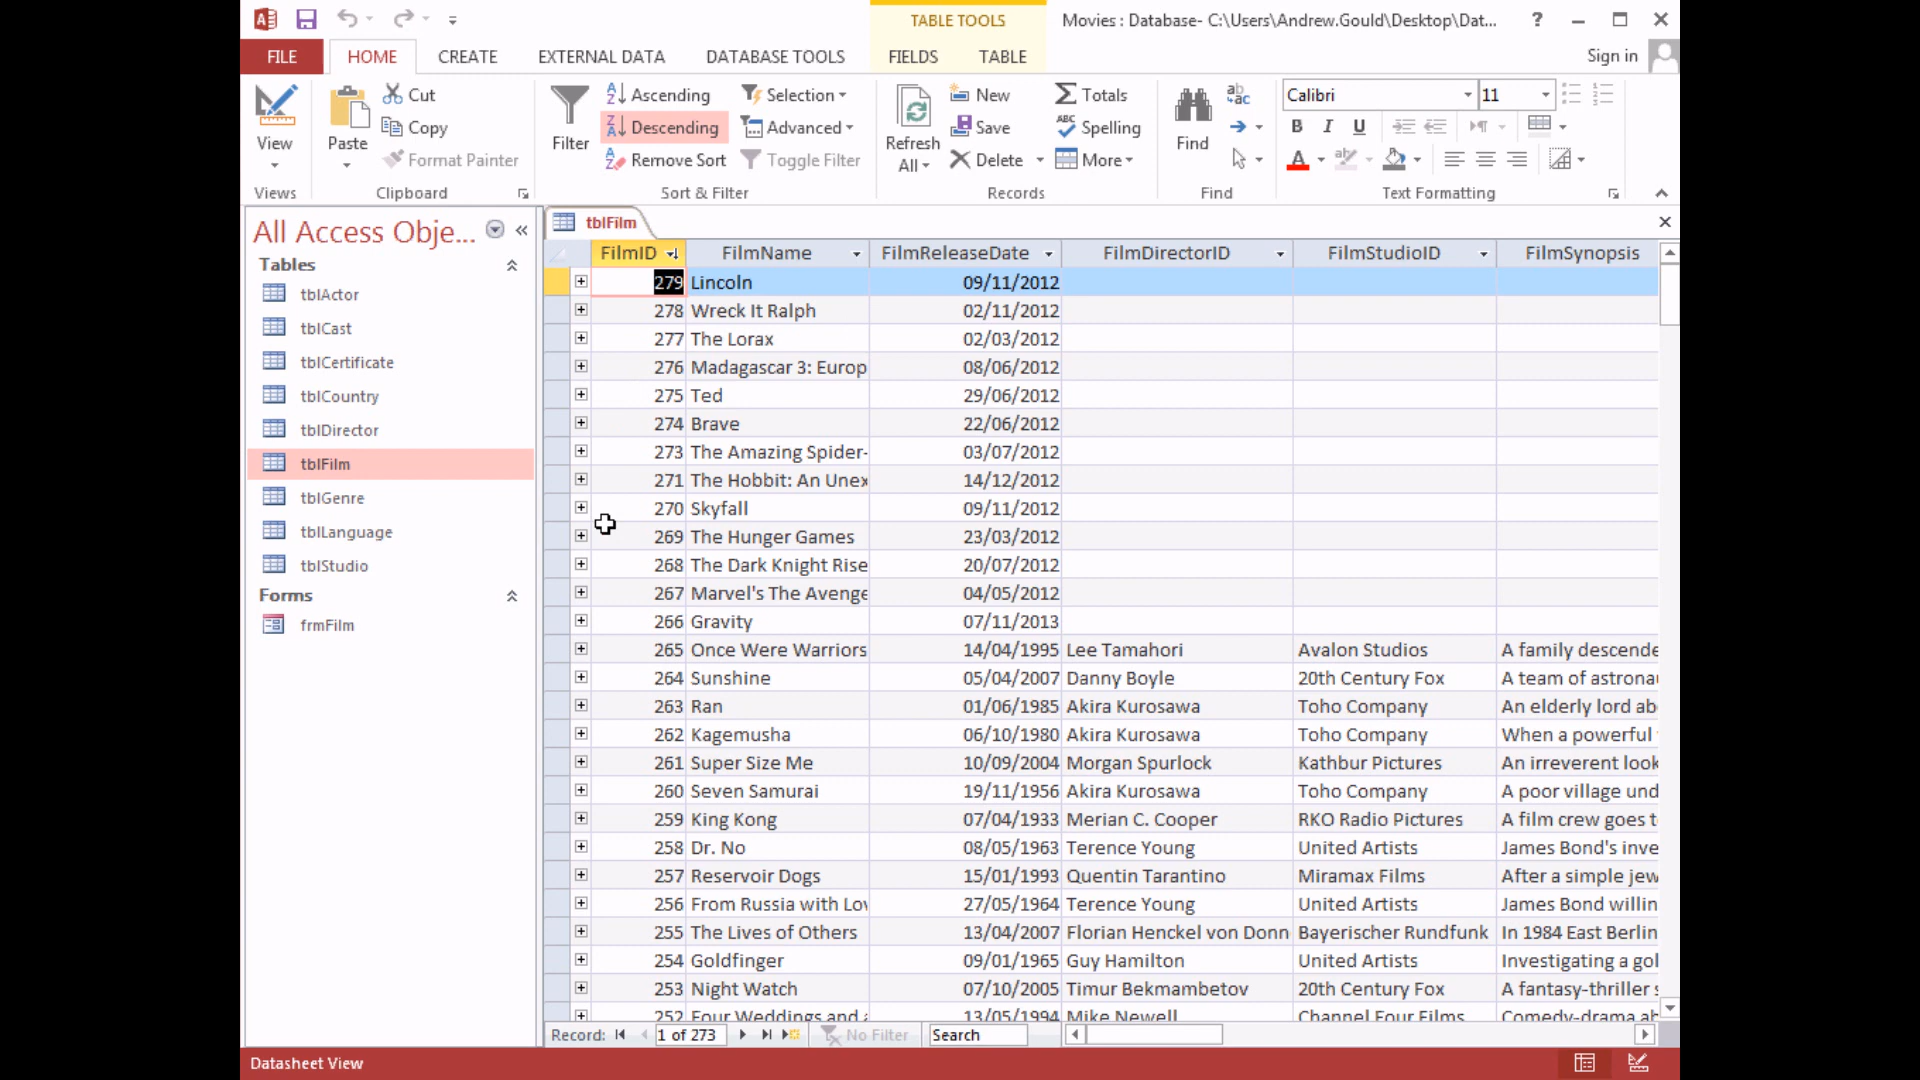 TABLE TOOLS
Movies : Database- C:\Users\Andrew.Gould\Desktop\Dat...
?
FILE HOME CREATE EXTERNAL DATA DATABASE TOOLS FIELDS TABLE Sign in
View
Views
Paste
Cut
Copy
Format Painter
Clipboard
Filter
Ascending
Descending
Remove Sort
Selection
Advanced
Toggle Filter
Sort & Filter
Refresh
All
New
Save
Delete
Totals
Spelling
More
Records
Find
Find
Calibri 11
B I U
Text Formatting
All Access Obje...
Tables
tblActor
tblCast
tblCertificate
tblCountry
tblDirector
tblFilm
tblGenre
tblLanguage
tblStudio
Forms
frmFilm
tblFilm
FilmID FilmName FilmReleaseDate FilmDirectorID FilmStudioID FilmSynopsis
279 Lincoln 09/11/2012
278 Wreck It Ralph 02/11/2012
277 The Lorax 02/03/2012
276 Madagascar 3: Europ 08/06/2012
275 Ted 29/06/2012
274 Brave 22/06/2012
273 The Amazing Spider- 03/07/2012
271 The Hobbit: An Unex 14/12/2012
270 Skyfall 09/11/2012
269 The Hunger Games 23/03/2012
268 The Dark Knight Rise 20/07/2012
267 Marvel's The Avenge 04/05/2012
266 Gravity 07/11/2013
265 Once Were Warriors 14/04/1995 Lee Tamahori Avalon Studios A family descende
264 Sunshine 05/04/2007 Danny Boyle 20th Century Fox A team of astrona
263 Ran 01/06/1985 Akira Kurosawa Toho Company An elderly lord ab
262 Kagemusha 06/10/1980 Akira Kurosawa Toho Company When a powerful
261 Super Size Me 10/09/2004 Morgan Spurlock Kathbur Pictures An irreverent look
260 Seven Samurai 19/11/1956 Akira Kurosawa Toho Company A poor village und
259 King Kong 07/04/1933 Merian C. Cooper RKO Radio Pictures A film crew goes t
258 Dr. No 08/05/1963 Terence Young United Artists James Bond's inve
257 Reservoir Dogs 15/01/1993 Quentin Tarantino Miramax Films After a simple jew
256 From Russia with Lov 27/05/1964 Terence Young United Artists James Bond willin
255 The Lives of Others 13/04/2007 Florian Henckel von Donn Bayerischer Rundfunk In 1984 East Berlin
254 Goldfinger 09/01/1965 Guy Hamilton United Artists Investigating a gol
253 Night Watch 07/10/2005 Timur Bekmambetov 20th Century Fox A fantasy-thriller s
252 Four Weddings and a 13/05/1994 Mike Newell Channel Four Films Comedy-drama ab
Record: 1 of 273 No Filter Search
Datasheet View